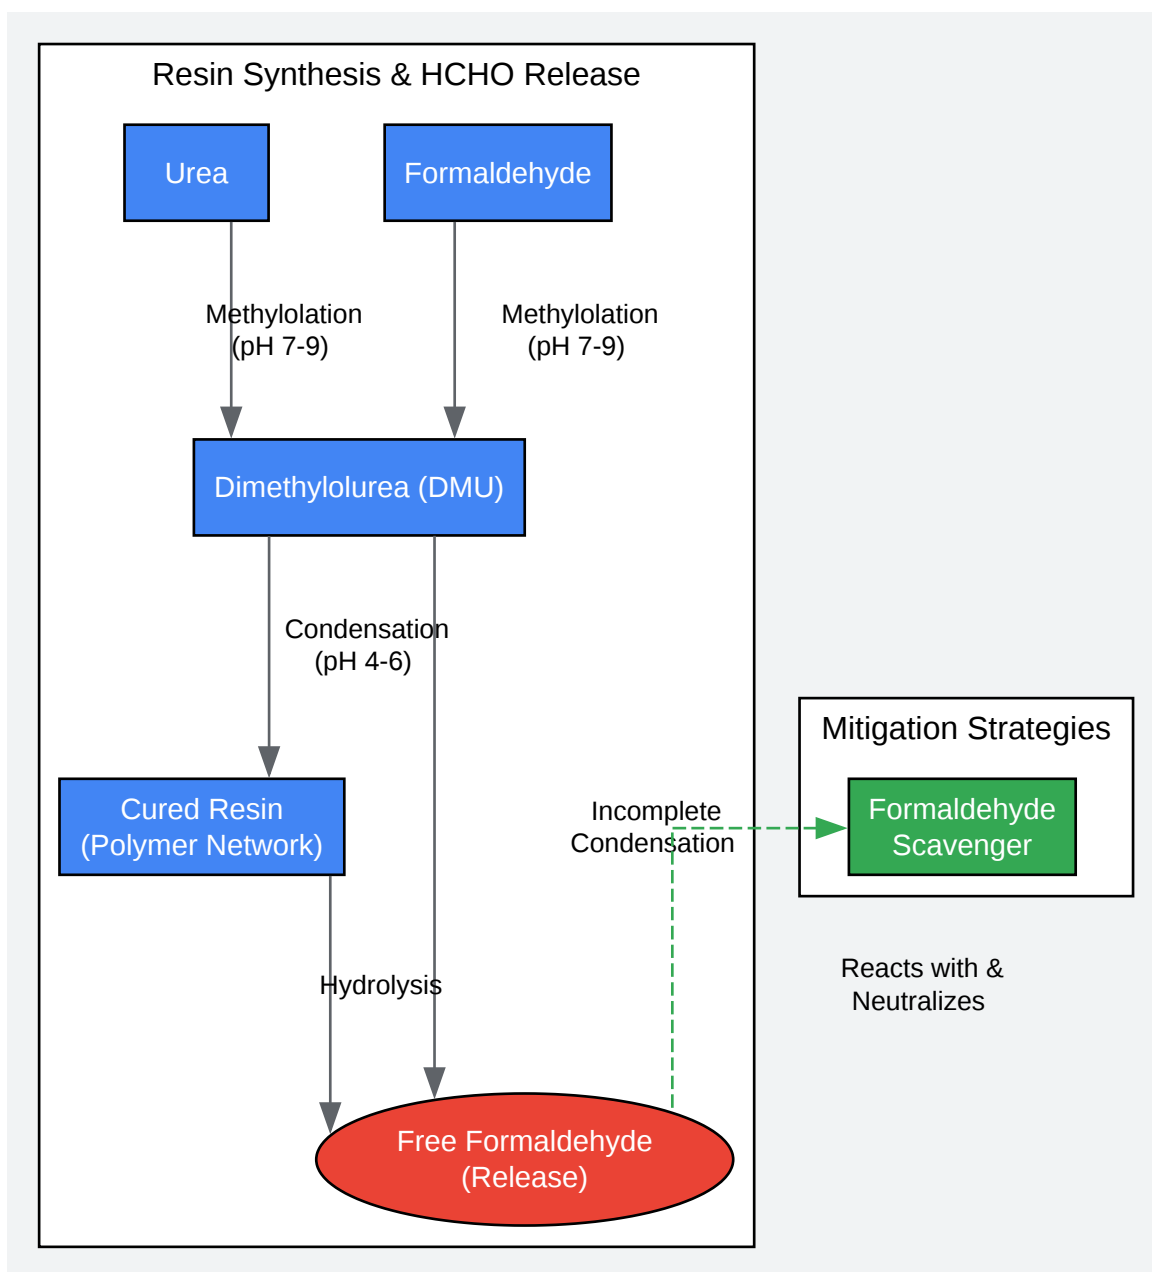 Resin Synthesis & HCHO Release
Urea
Formaldehyde
Methylolation
(pH 7-9)
Methylolation
(pH 7-9)
Dimethylolurea (DMU)
Condensation
(pH 4-6)
Mitigation Strategies
Cured Resin
(Polymer Network)
Incomplete
Condensation
Formaldehyde
Scavenger
Hydrolysis
Reacts with &
Neutralizes
Free Formaldehyde
(Release)